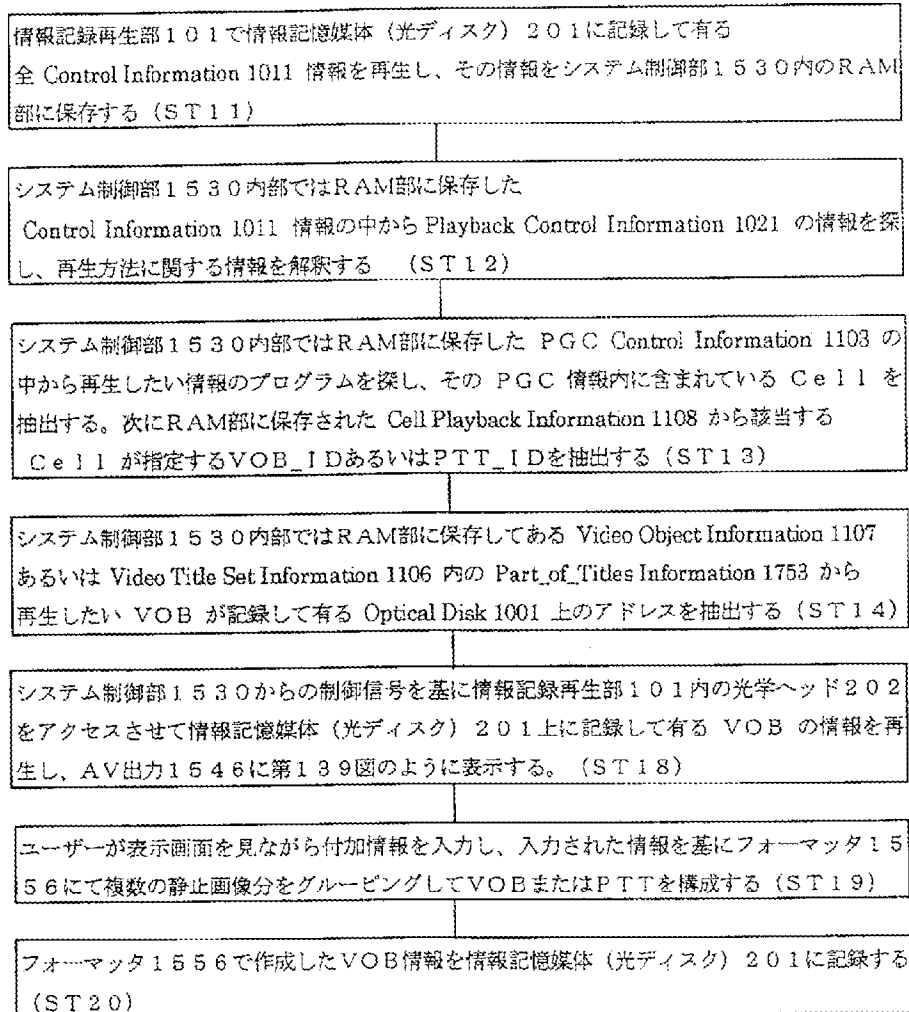 情報記録再生部101で情報記憶媒体（光ディスク）201に記録して有る
全 Control Information 1011 情報を再生し、その情報をシステム制御部1530内のRAM
部に保存する（ST11）
システム制御部1530内部ではRAM部に保存した
Control Information 1011 情報の中から Playback Control Information 1021 の情報を探
し、再生方法に関する情報を解釈する （ST12）
システム制御部1530内部ではRAM部に保存した PGC Control Information 1103 の
中から再生したい情報のプログラムを探し、その PGC 情報内に含まれている Cell を
抽出する。次にRAM部に保存された Cell Playback Information 1108 から該当する
Cell が指定するVOB_IDあるいはPTT_IDを抽出する（ST13）
システム制御部1530内部ではRAM部に保存してある Video Object Information 1107
あるいは Video Title Set Information 1106 内の Part_of_Titles Information 1753 から
再生したい VOB が記録して有る Optical Disk 1001 上のアドレスを抽出する（ST14）
システム制御部1530からの制御信号を基に情報記録再生部101内の光学ヘッド202
をアクセスさせて情報記憶媒体（光ディスク）201上に記録して有る VOB の情報を再
生し、AV出力1546に第139図のように表示する。（ST18）
ユーザーが表示画面を見ながら付加情報を入力し、入力された情報を基にフォーマッタ15
56にて複数の静止画像分をグルーピングしてVOBまたはPTTを構成する（ST19）
フォーマッタ1556で作成したVOB情報を情報記憶媒体（光ディスク）201に記録する
（ST20）